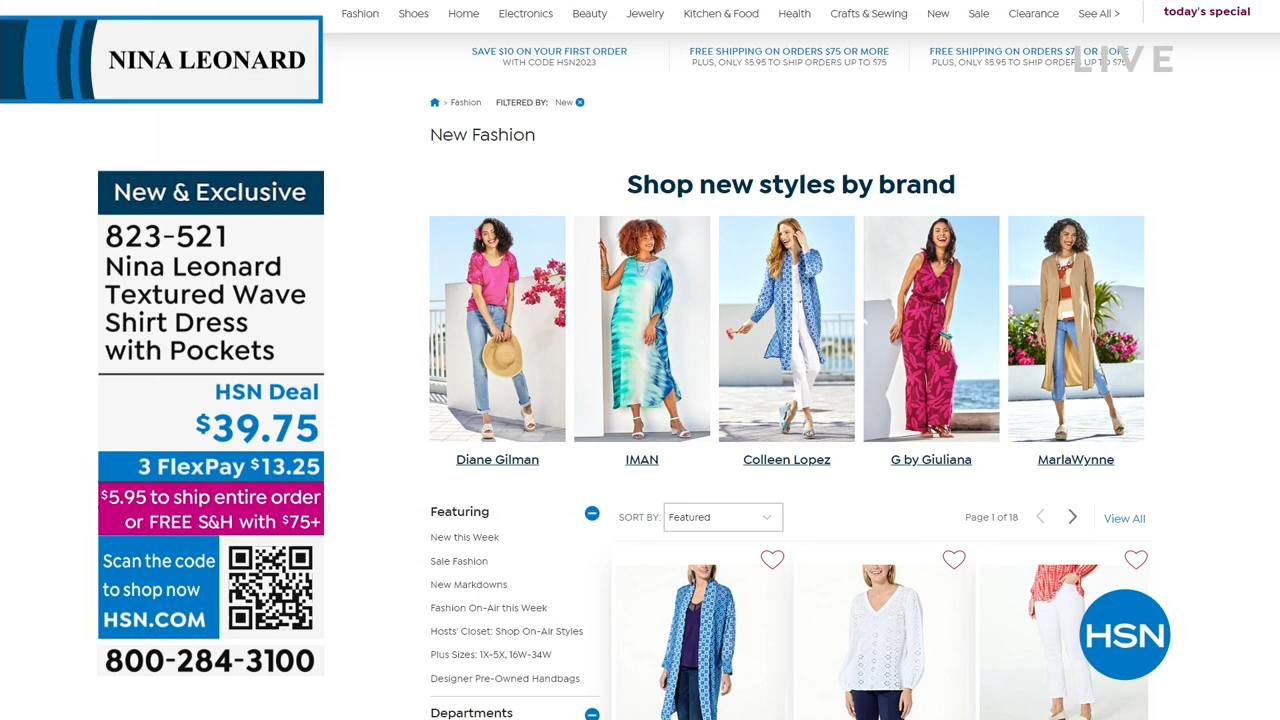 Fashion Shoes Home Electronics Beauty Jewelry Kitchen & Food Health Crafts & Sewing New Sale Clearance See All > today's special
NINA LEONARD
SAVE $10 ON YOUR FIRST ORDER
WITH CODE HSN2023
FREE SHIPPING ON ORDERS $75 OR MORE
PLUS, ONLY $5.95 TO SHIP ORDERS UP TO $75
FREE SHIPPING ON ORDERS $75 OR MORE
PLUS, ONLY $5.95 TO SHIP ORDERS UP TO $75
LIVE
> Fashion FILTERED BY: New
New Fashion
Shop new styles by brand
New & Exclusive
823-521
Nina Leonard
Textured Wave
Shirt Dress
with Pockets
HSN Deal
$39.75
3 FlexPay $13.25
$5.95 to ship entire order
or FREE S&H with $75+
Scan the code
to shop now
HSN.COM
800-284-3100
Diane Gilman IMAN Colleen Lopez G by Giuliana MarlaWynne
Featuring
New this Week
Sale Fashion
New Markdowns
Fashion On-Air this Week
Hosts' Closet: Shop On-Air Styles
Plus Sizes: 1X-5X, 16W-34W
Designer Pre-Owned Handbags
Departments
SORT BY: Featured Page 1 of 18 View All
HSN